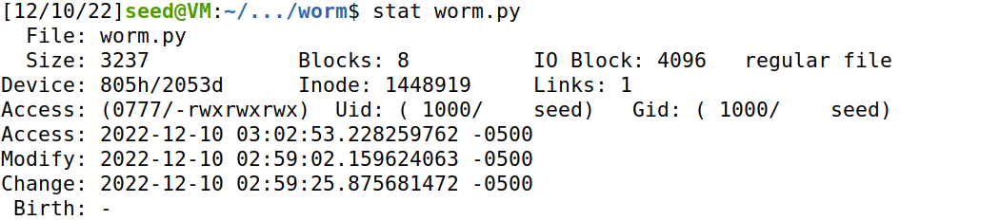 [12/10/22]seed@VM:~/.../worm$ stat worm.py
  File: worm.py
  Size: 3237            Blocks: 8          IO Block: 4096   regular file
Device: 805h/2053d      Inode: 1448919     Links: 1
Access: (0777/-rwxrwxrwx)  Uid: ( 1000/    seed)   Gid: ( 1000/    seed)
Access: 2022-12-10 03:02:53.228259762 -0500
Modify: 2022-12-10 02:59:02.159624063 -0500
Change: 2022-12-10 02:59:25.875681472 -0500
 Birth: -